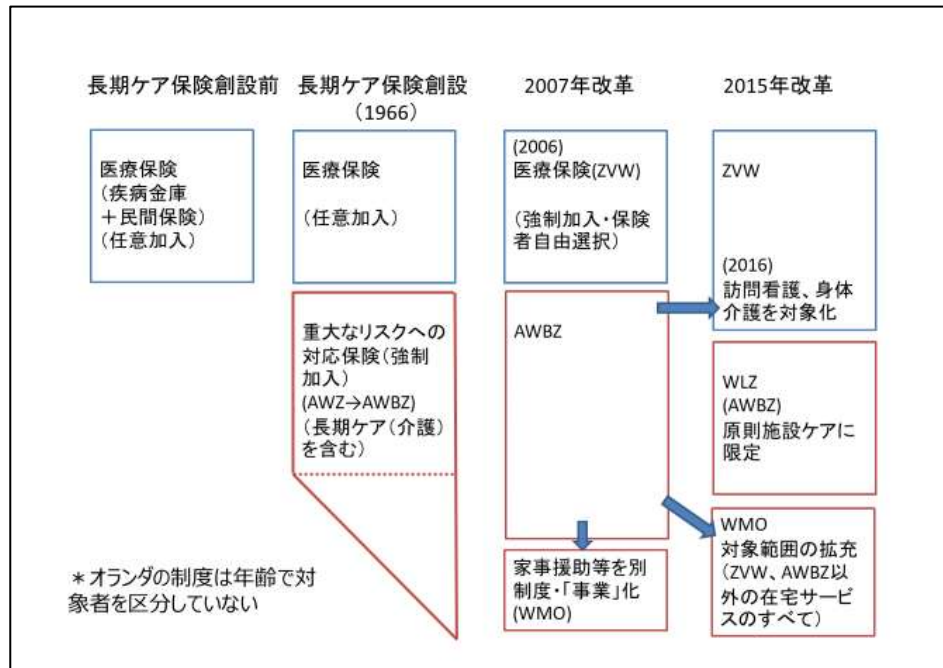 長期ケア保険創設前
医療保険
(疾病金庫
＋民間保険)
(任意加入)
長期ケア保険創設
(1966)
医療保険
(任意加入)
重大なリスクへの
対応保険(強制
加入)
(AWZ→AWBZ)
(長期ケア(介護)
を含む)
2007年改革
(2006)
医療保険(ZVW)
(強制加入・保険
者自由選択)
AWBZ
家事援助等を別
制度・「事業」化
(WMO)
2015年改革
ZVW
(2016)
訪問看護、身体
介護を対象化
WLZ
(AWBZ)
原則施設ケアに
限定
WMO
対象範囲の拡充
(ZVW、AWBZ以
外の在宅サービ
スのすべて)
＊オランダの制度は年齢で対
象者を区分していない